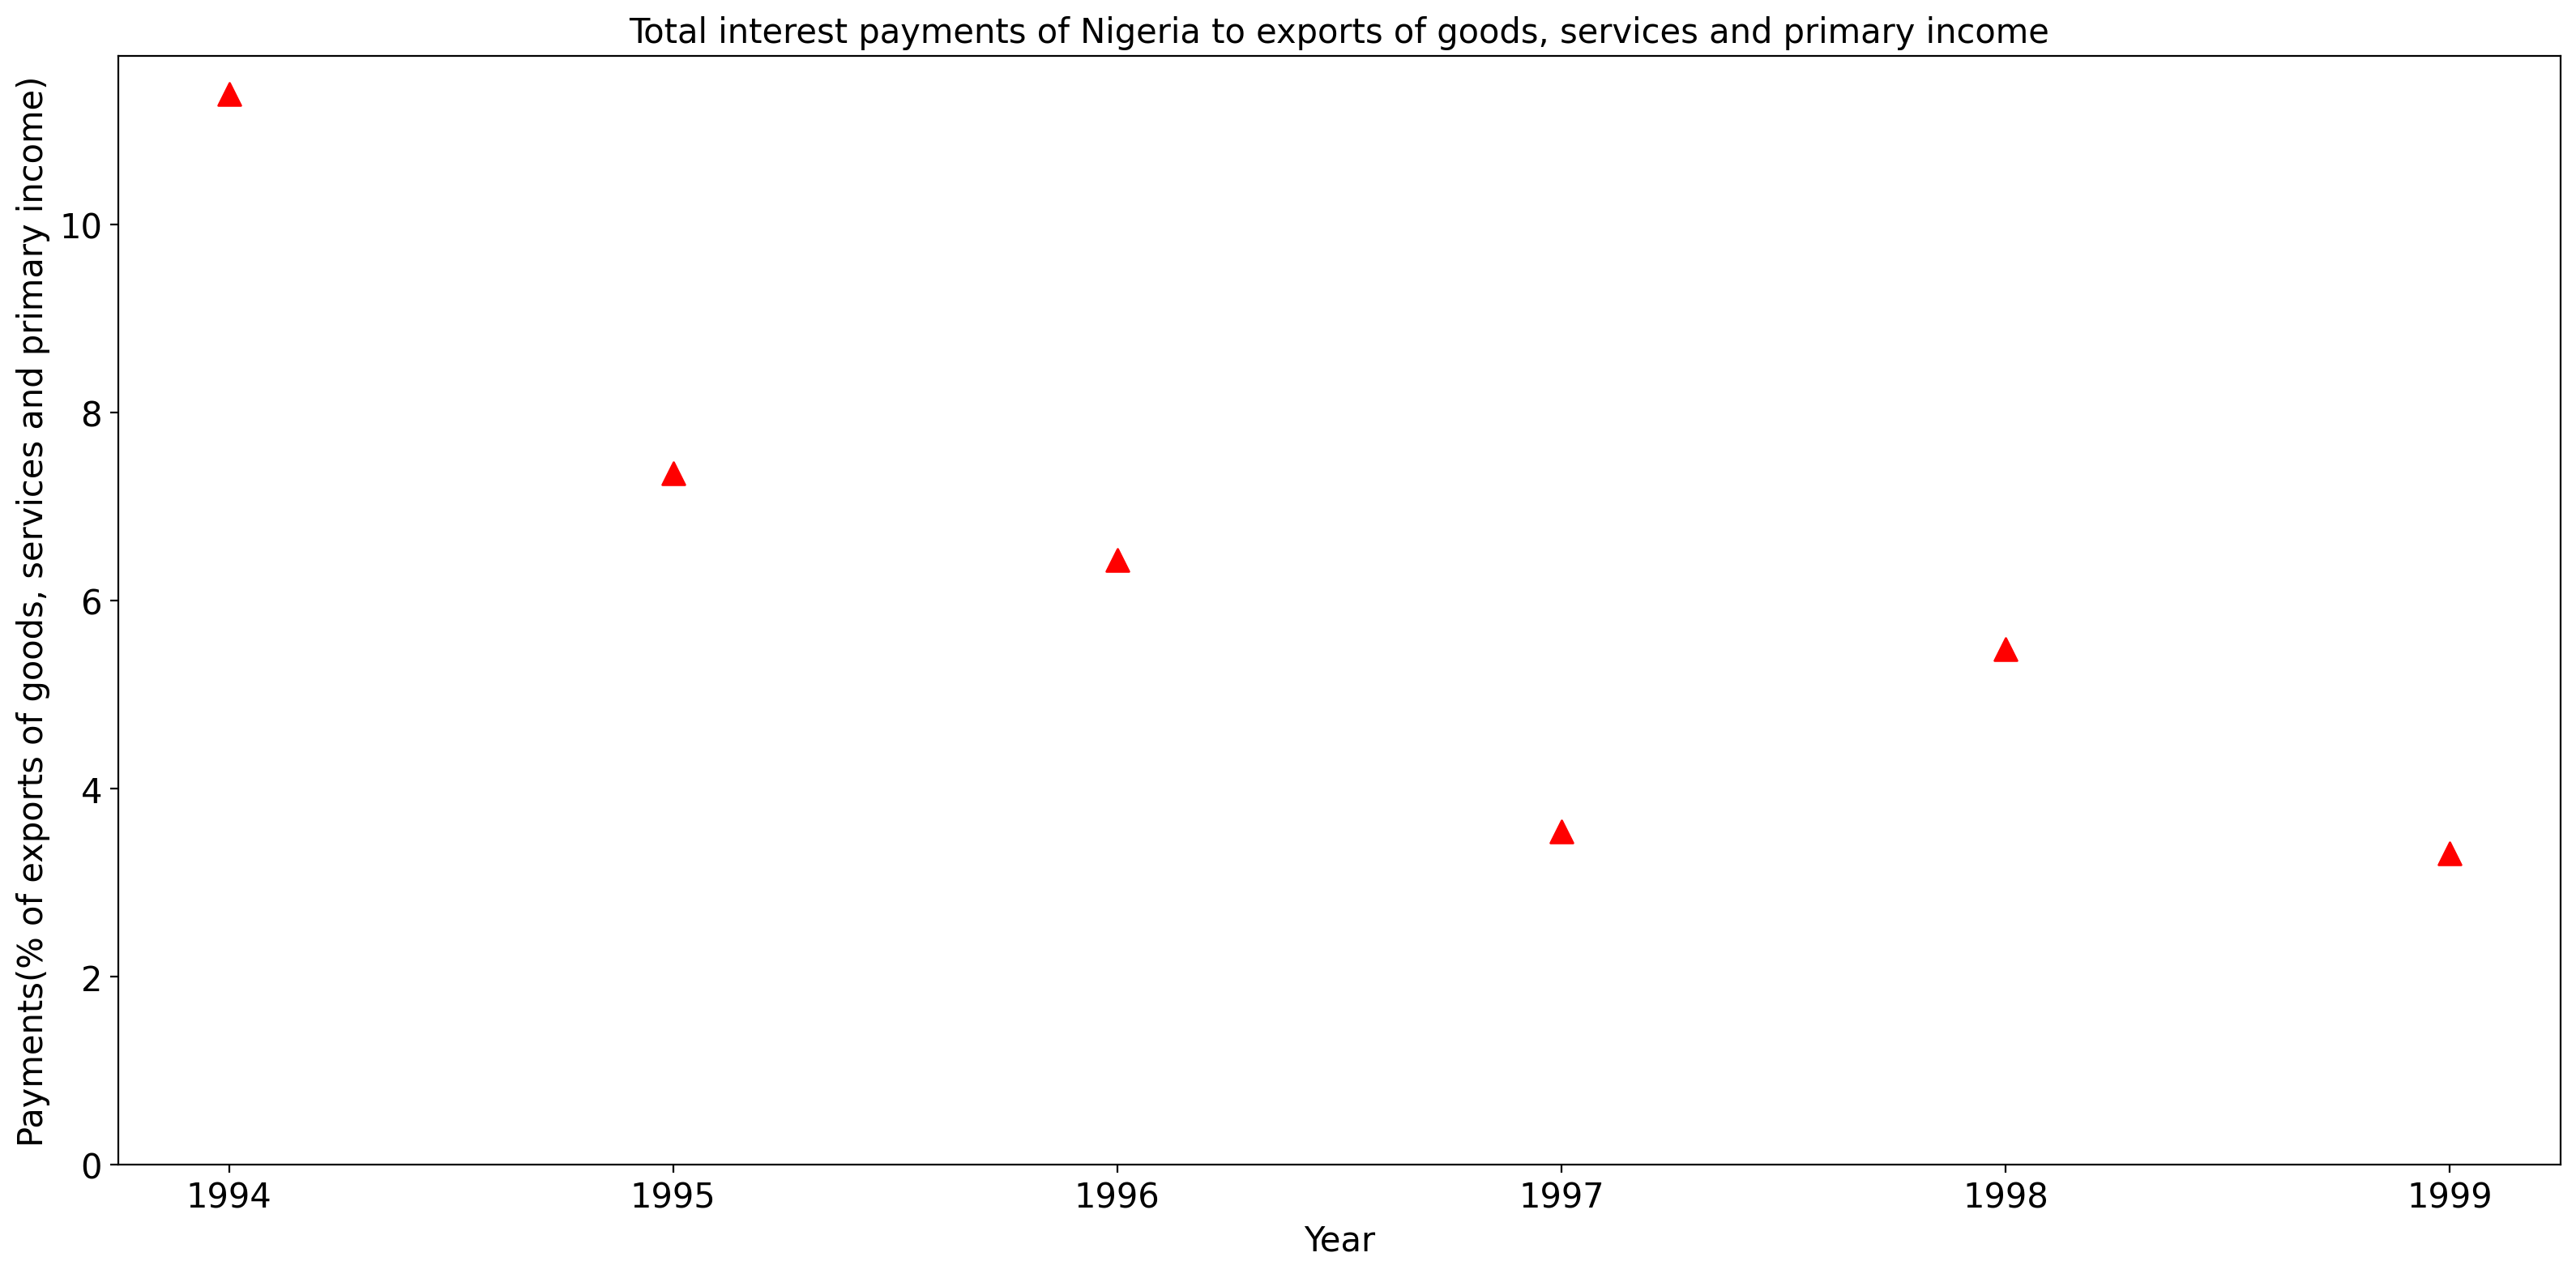 Total interest payments of Nigeria to exports of goods, services and primary income
Payments(% of exports of goods, services and primary income)
10
8
6
4
2
0
1994 1995 1996 1997 1998 1999
Year